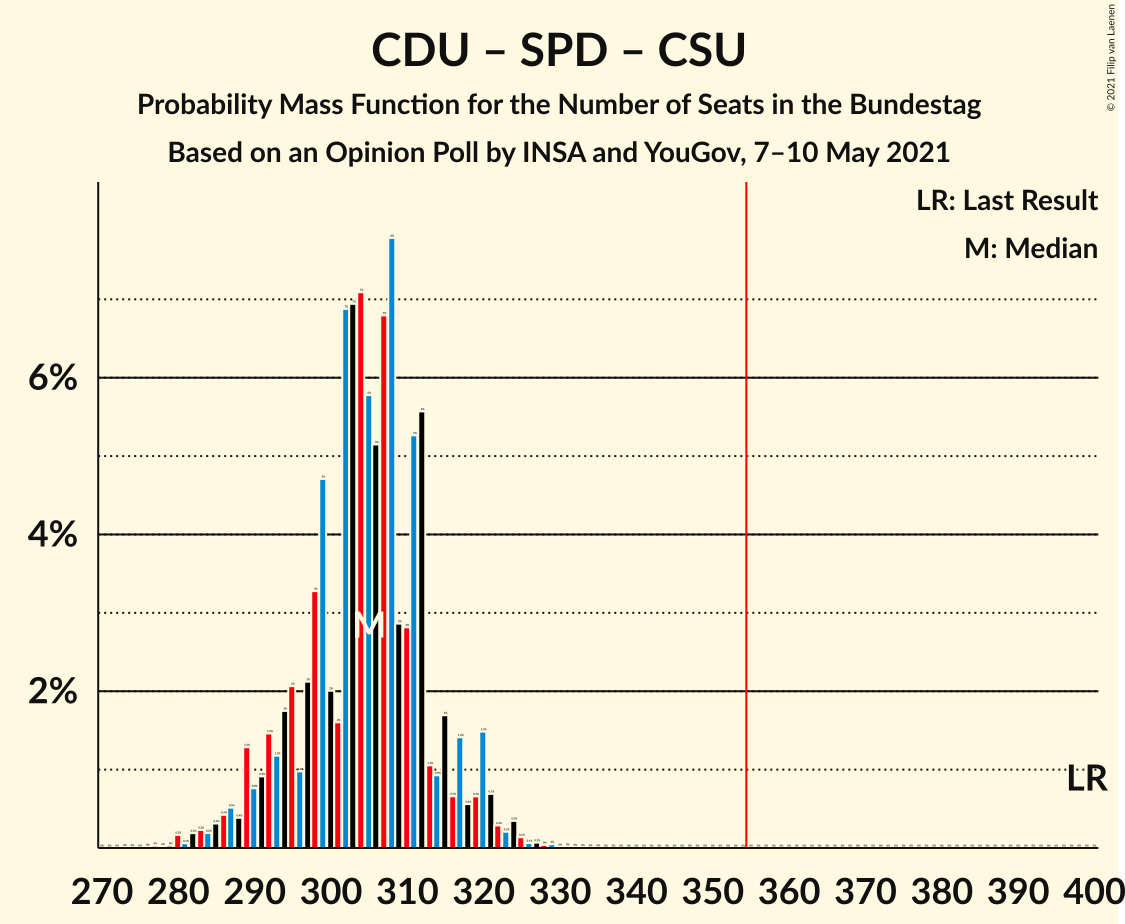 CDU – SPD – CSU
Probability Mass Function for the Number of Seats in the Bundestag
Based on an Opinion Poll by INSA and YouGov, 7–10 May 2021
© 2021 Filip van Laenen
LR: Last Result
M: Median
6%
4%
2%
M
LR
270 280 290 300 310 320 330 340 350 360 370 380 390 400